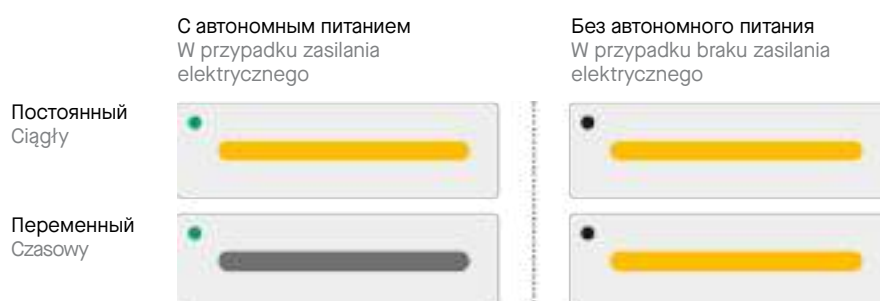 С автономным питанием
W przypadku zasilania
elektrycznego
Без автономного питания
W przypadku braku zasilania
elektrycznego
Постоянный
Ciągły
Переменный
Czasowy